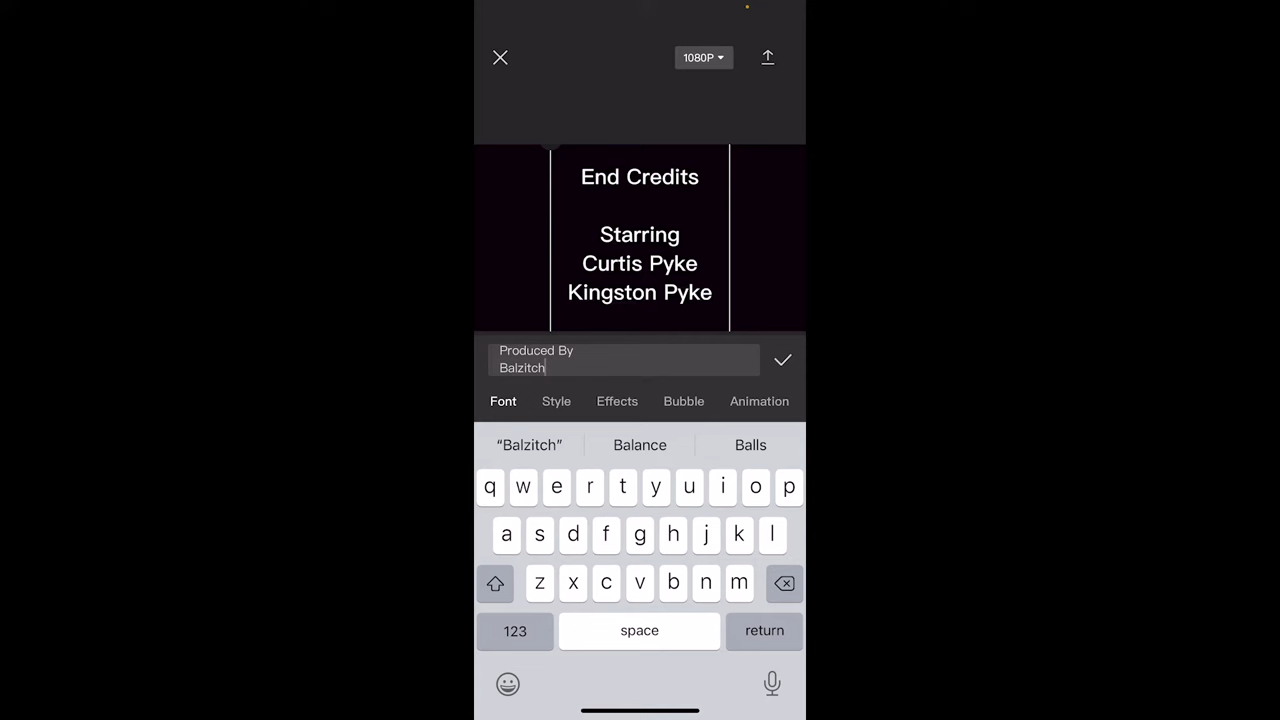 1080P
End Credits
Starring
Curtis Pyke
Kingston Pyke
Produced By
Balzitch
Font Style Effects Bubble Animation
“Balzitch” Balance Balls
q w e r t y u i o p
a s d f g h j k l
z x c v b n m
123 space return